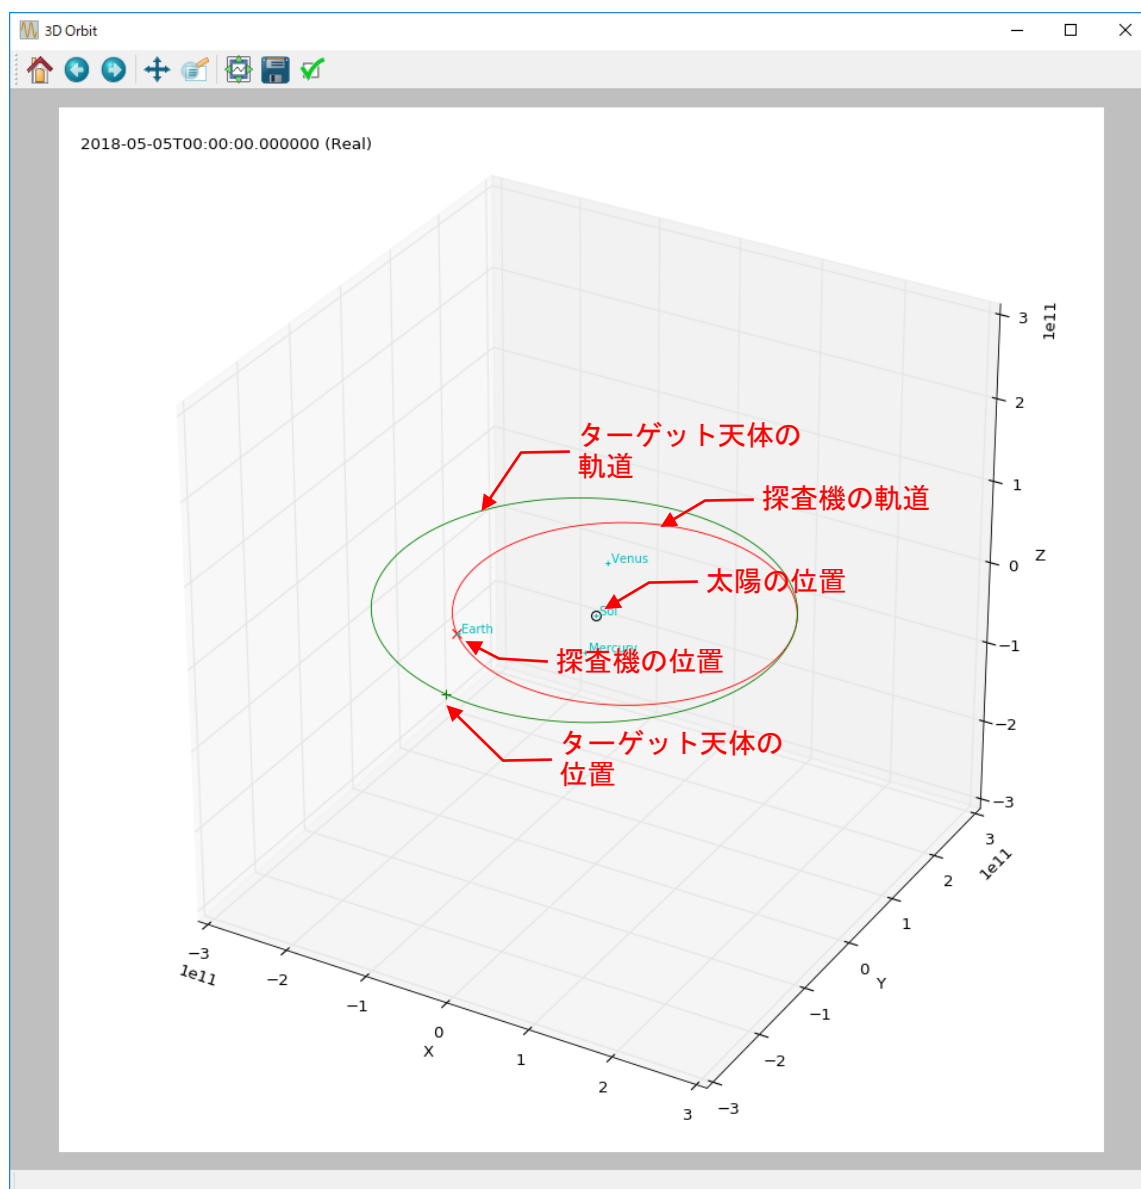 3D Orbit
2018-05-05T00:00:00.000000 (Real)
3
1e11
2
1
0
Z
−1
−2
−3
ターゲット天体の
軌道
探査機の軌道
Venus
太陽の位置
Sol
Earth
Mercury
探査機の位置
ターゲット天体の
位置
3
1e11
2
1
0
Y
−1
−2
−3
−3
1e11
−2
−1
0
X
1
2
3